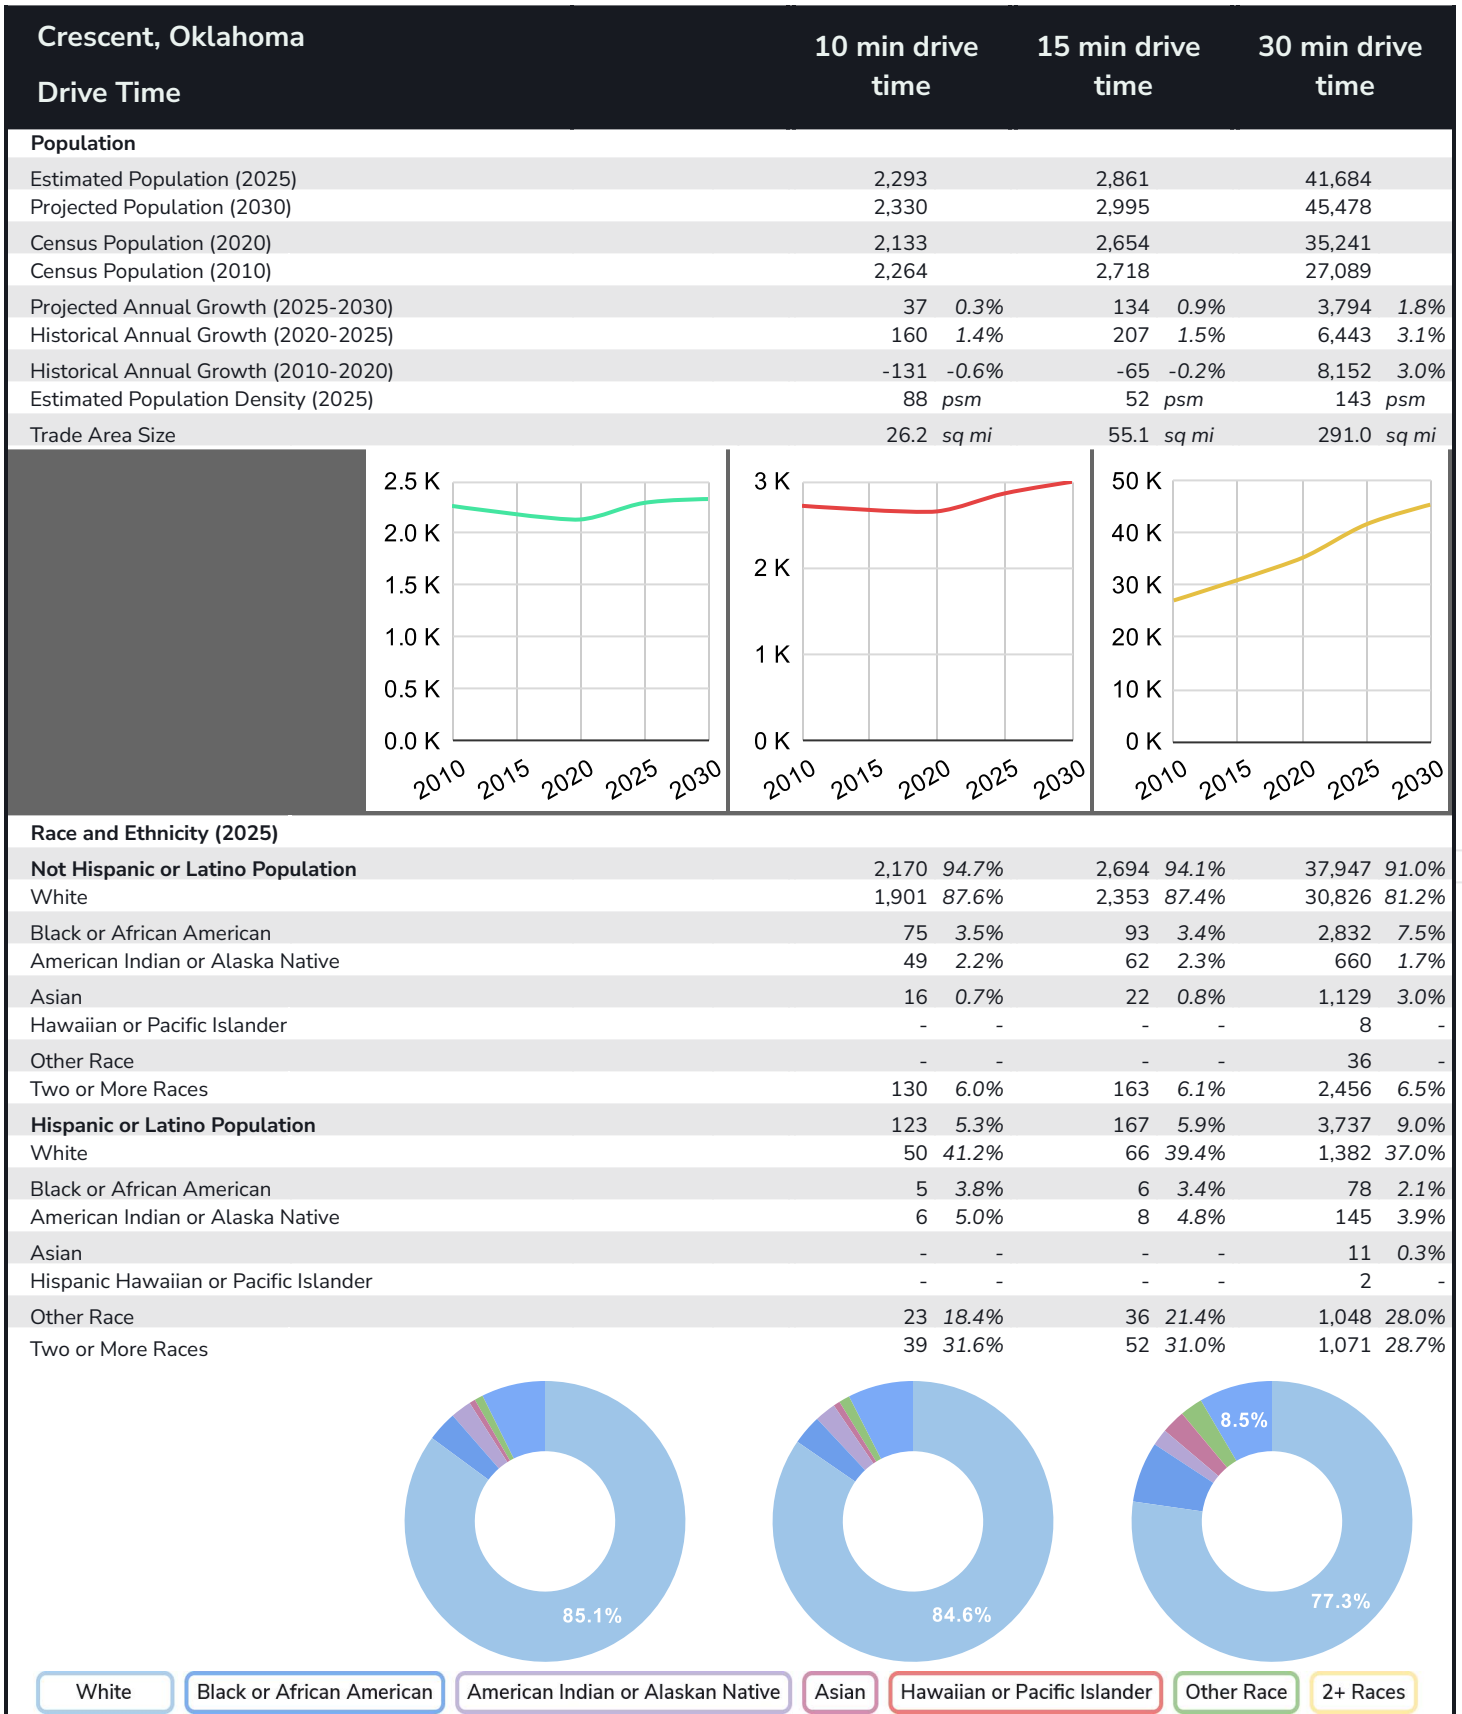 Crescent, Oklahoma
Drive Time
10 min drive time
15 min drive time
30 min drive time
Population
Estimated Population (2025) 2,293 2,861 41,684
Projected Population (2030) 2,330 2,995 45,478
Census Population (2020) 2,133 2,654 35,241
Census Population (2010) 2,264 2,718 27,089
Projected Annual Growth (2025-2030) 37 0.3% 134 0.9% 3,794 1.8%
Historical Annual Growth (2020-2025) 160 1.4% 207 1.5% 6,443 3.1%
Historical Annual Growth (2010-2020) -131 -0.6% -65 -0.2% 8,152 3.0%
Estimated Population Density (2025) 88 psm 52 psm 143 psm
Trade Area Size 26.2 sq mi 55.1 sq mi 291.0 sq mi
2.5 K
2.0 K
1.5 K
1.0 K
0.5 K
0.0 K
2010 2015 2020 2025 2030
3 K
2 K
1 K
0 K
2010 2015 2020 2025 2030
50 K
40 K
30 K
20 K
10 K
0 K
2010 2015 2020 2025 2030
Race and Ethnicity (2025)
Not Hispanic or Latino Population 2,170 94.7% 2,694 94.1% 37,947 91.0%
White 1,901 87.6% 2,353 87.4% 30,826 81.2%
Black or African American 75 3.5% 93 3.4% 2,832 7.5%
American Indian or Alaska Native 49 2.2% 62 2.3% 660 1.7%
Asian 16 0.7% 22 0.8% 1,129 3.0%
Hawaiian or Pacific Islander - - - - 8 -
Other Race - - - - 36 -
Two or More Races 130 6.0% 163 6.1% 2,456 6.5%
Hispanic or Latino Population 123 5.3% 167 5.9% 3,737 9.0%
White 50 41.2% 66 39.4% 1,382 37.0%
Black or African American 5 3.8% 6 3.4% 78 2.1%
American Indian or Alaska Native 6 5.0% 8 4.8% 145 3.9%
Asian - - - - 11 0.3%
Hispanic Hawaiian or Pacific Islander - - - - 2 -
Other Race 23 18.4% 36 21.4% 1,048 28.0%
Two or More Races 39 31.6% 52 31.0% 1,071 28.7%
85.1%
84.6%
8.5%
77.3%
White Black or African American American Indian or Alaskan Native Asian Hawaiian or Pacific Islander Other Race 2+ Races